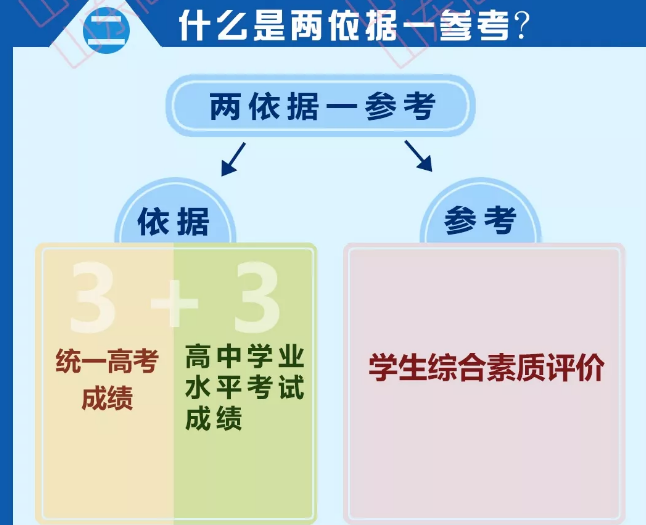 二
什么是两依据一参考?
两依据一参考
依据
参考
3+3
统一高考
成绩
高中学业
水平考试
成绩
学生综合素质评价